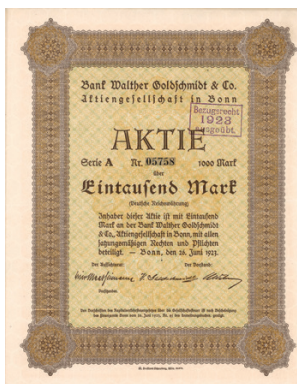 Bank Walther Goldschmidt & Co.
Aktiengesellschaft in Bonn
Bezugsrecht
1923
ausgeübt.
AKTIE
Serie A Nr. 05758 1000 Mark
über
Eintausend Mark
(Deutsche Reichswährung)
Inhaber dieser Aktie ist mit Eintausend
Mark an der Bank Walther Goldschmidt
& Co., Aktiengesellschaft in Bonn, mit allen
satzungsmäßigen Rechten und Pflichten
beteiligt. — Bonn, den 26. Juni 1923.
Der Aufsichtsrat: Der Vorstand: